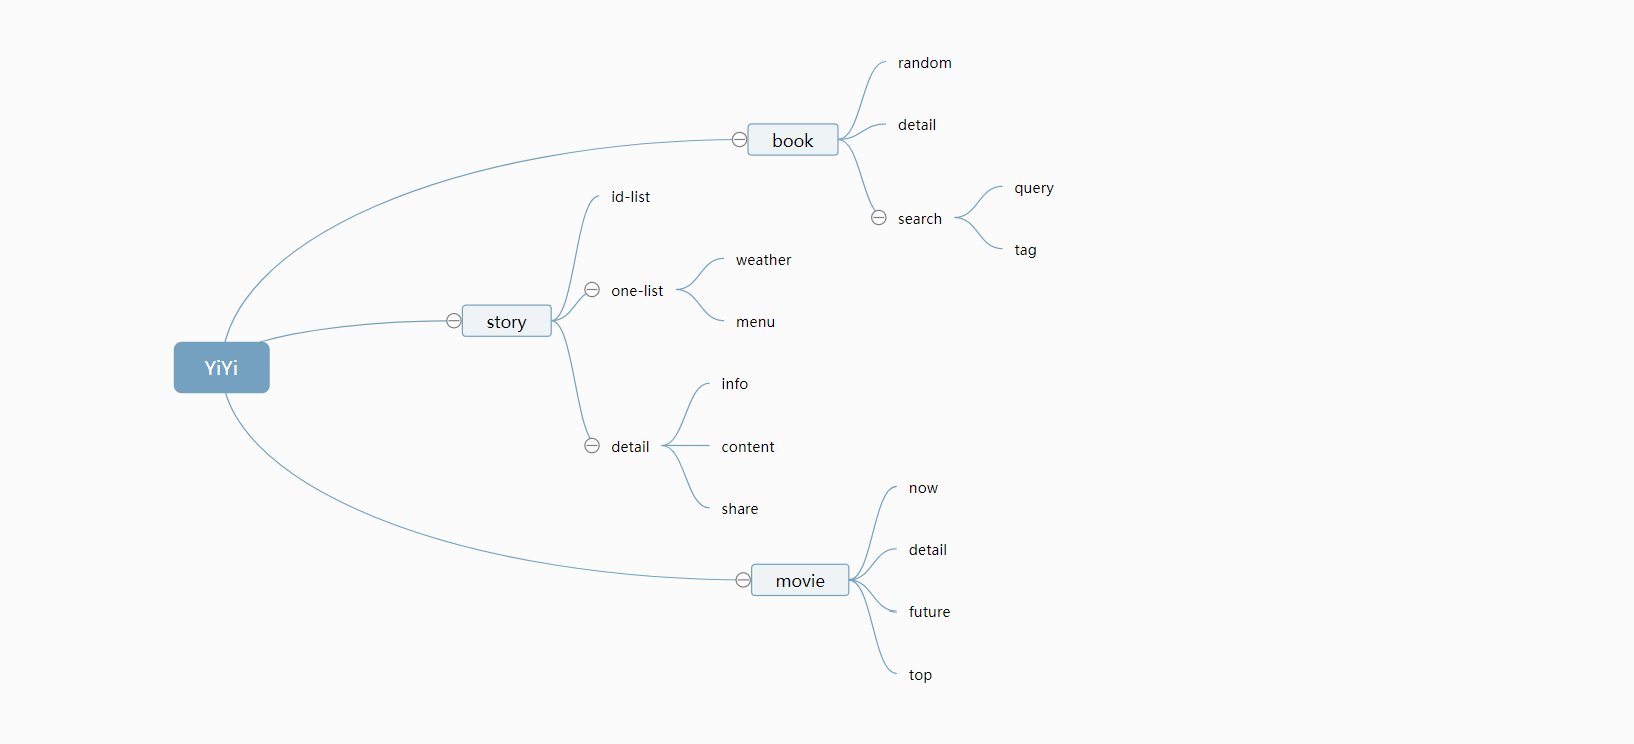 YiYi
book
random
detail
search
query
tag
story
id-list
one-list
weather
menu
detail
info
content
share
movie
now
detail
future
top